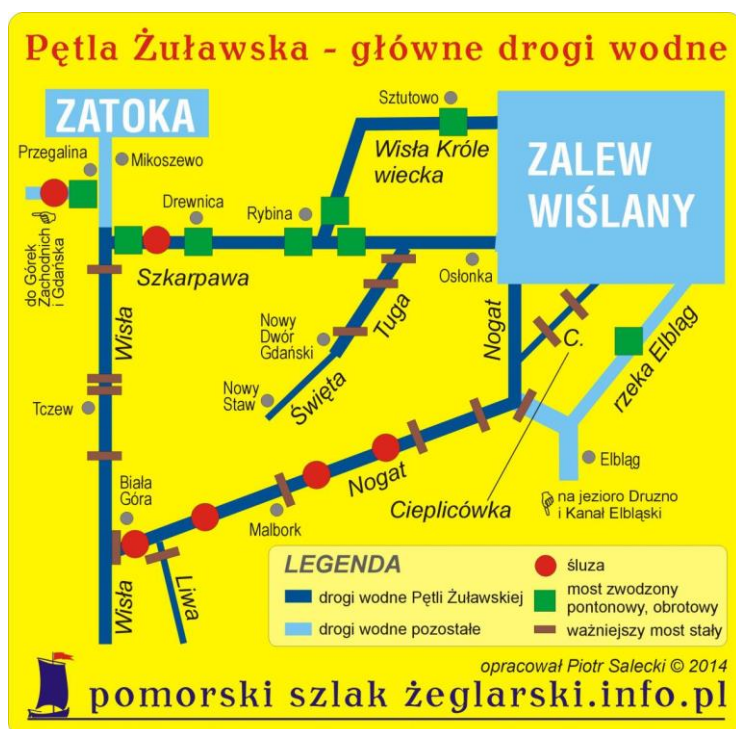 Pętla Żuławska - główne drogi wodne
ZATOKA
Sztutowo
ZALEW
WIŚLANY
Przegalina
Mikoszewo
Wisła Króle
wiecka
Drewnica
Rybina
do Górek
Zachodnich
i Gdańska
Szkarpawa
Osłonka
Wisła
Tuga
Nogat
Nowy
Dwór
Gdański
C.
rzeka Elbląg
Nowy
Staw
Święta
Tczew
Elbląg
Biała
Góra
Nogat
Cieplicówka
na jezioro Druzno
i Kanał Elbląski
Malbork
Wisła
Liwa
LEGENDA
drogi wodne Pętli Żuławskiej
drogi wodne pozostałe
śluza
most zwodzony
pontonowy, obrotowy
ważniejszy most stały
opracował Piotr Salecki © 2014
pomorski szlak żeglarski.info.pl